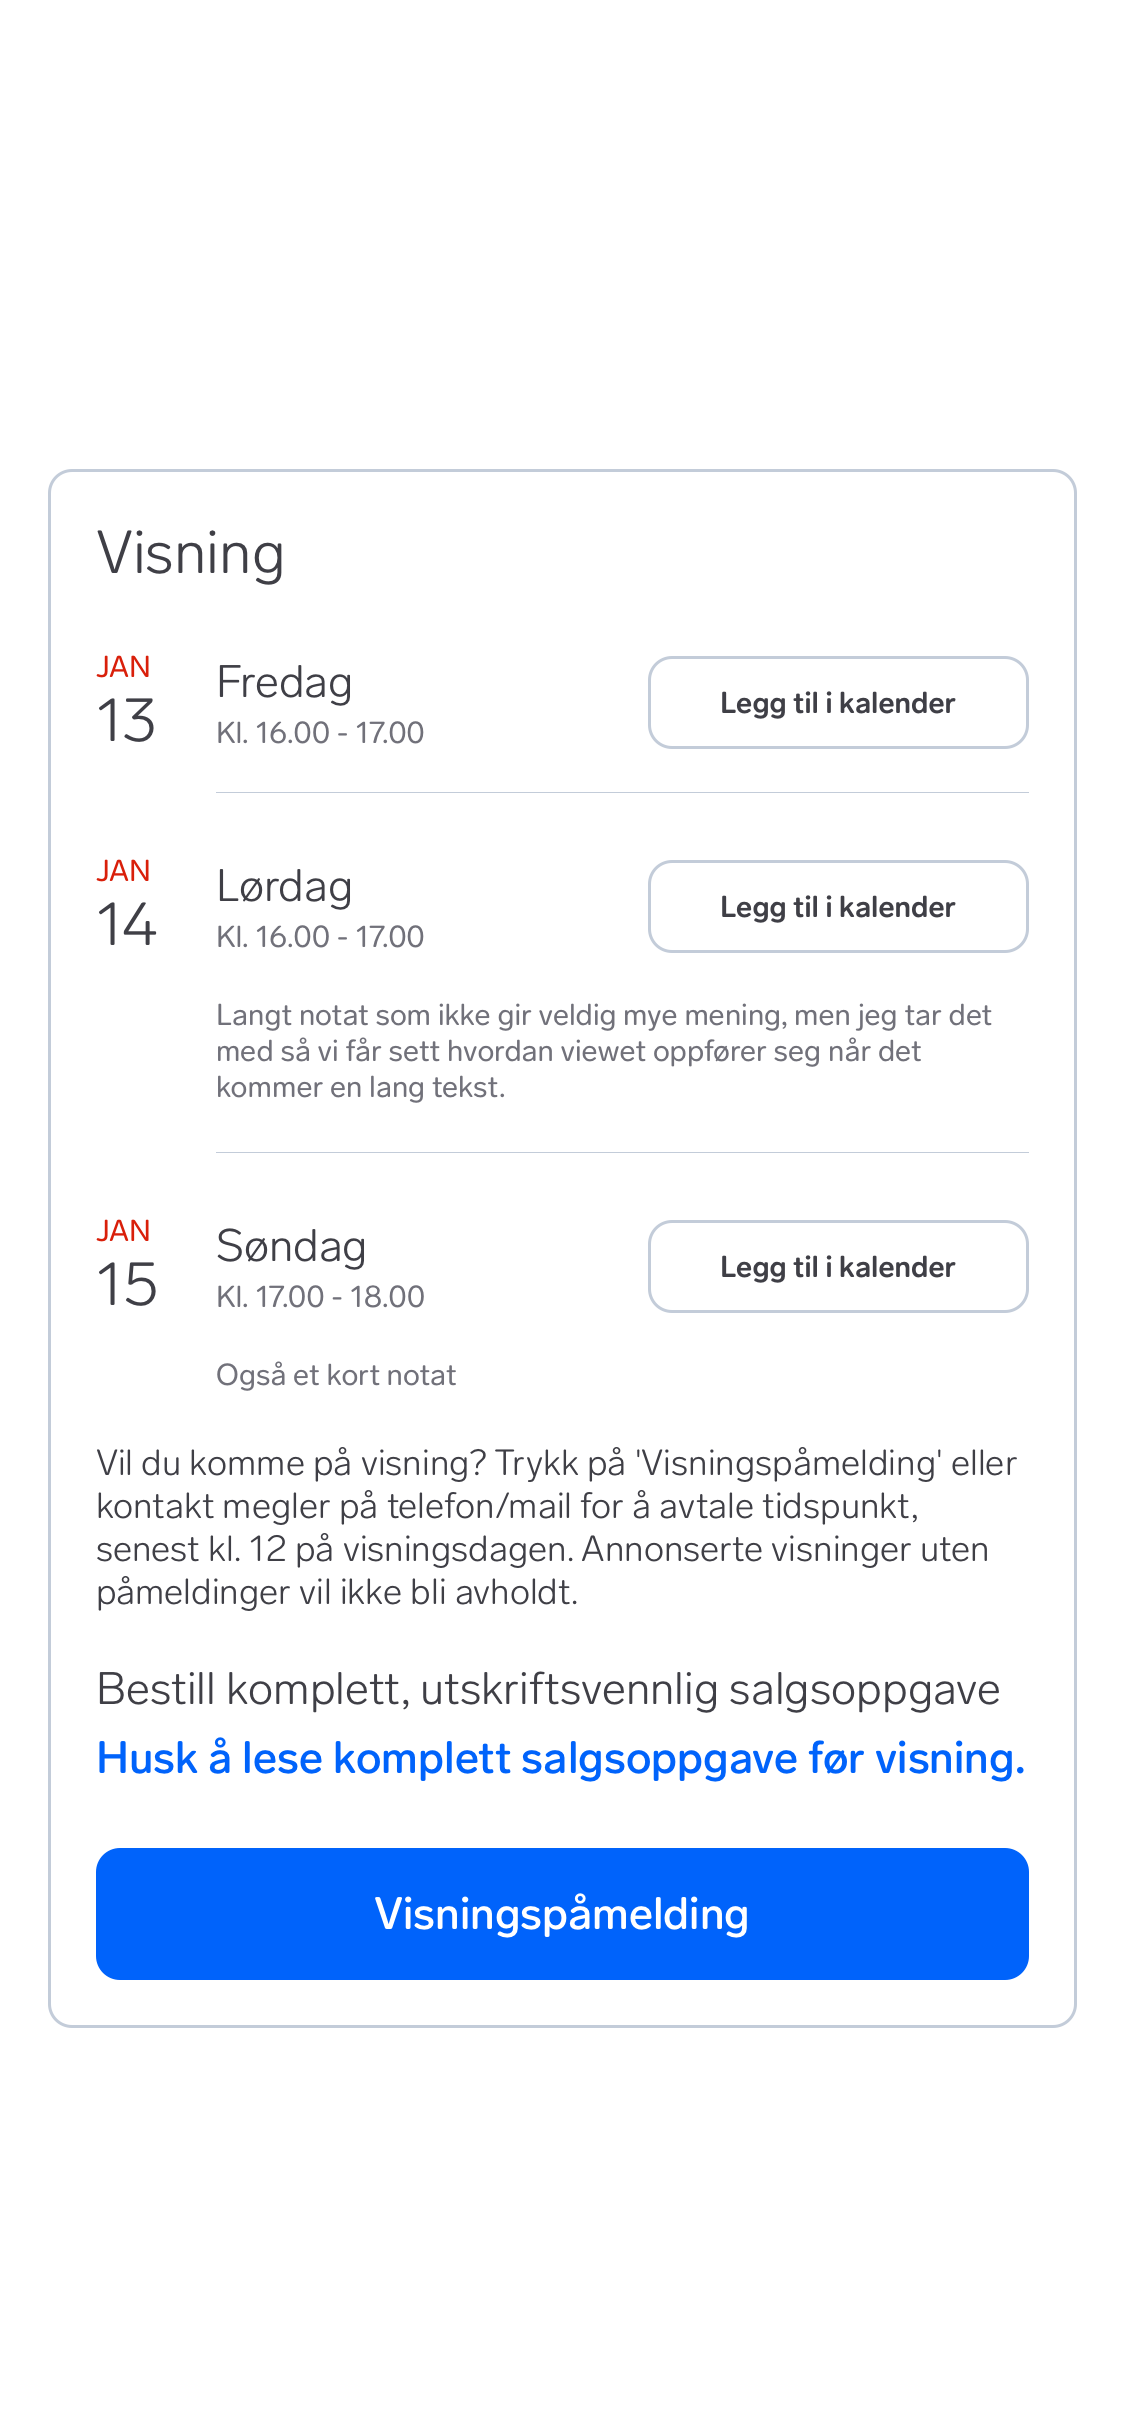 Visning
JAN
13
Fredag
Kl. 16.00 - 17.00
Legg til i kalender
JAN
14
Lørdag
Kl. 16.00 - 17.00
Legg til i kalender
Langt notat som ikke gir veldig mye mening, men jeg tar det
med så vi får sett hvordan viewet oppfører seg når det
kommer en lang tekst.
JAN
15
Søndag
Kl. 17.00 - 18.00
Legg til i kalender
Også et kort notat
Vil du komme på visning? Trykk på 'Visningspåmelding' eller
kontakt megler på telefon/mail for å avtale tidspunkt,
senest kl. 12 på visningsdagen. Annonserte visninger uten
påmeldinger vil ikke bli avholdt.
Bestill komplett, utskriftsvennlig salgsoppgave
Husk å lese komplett salgsoppgave før visning.
Visningspåmelding